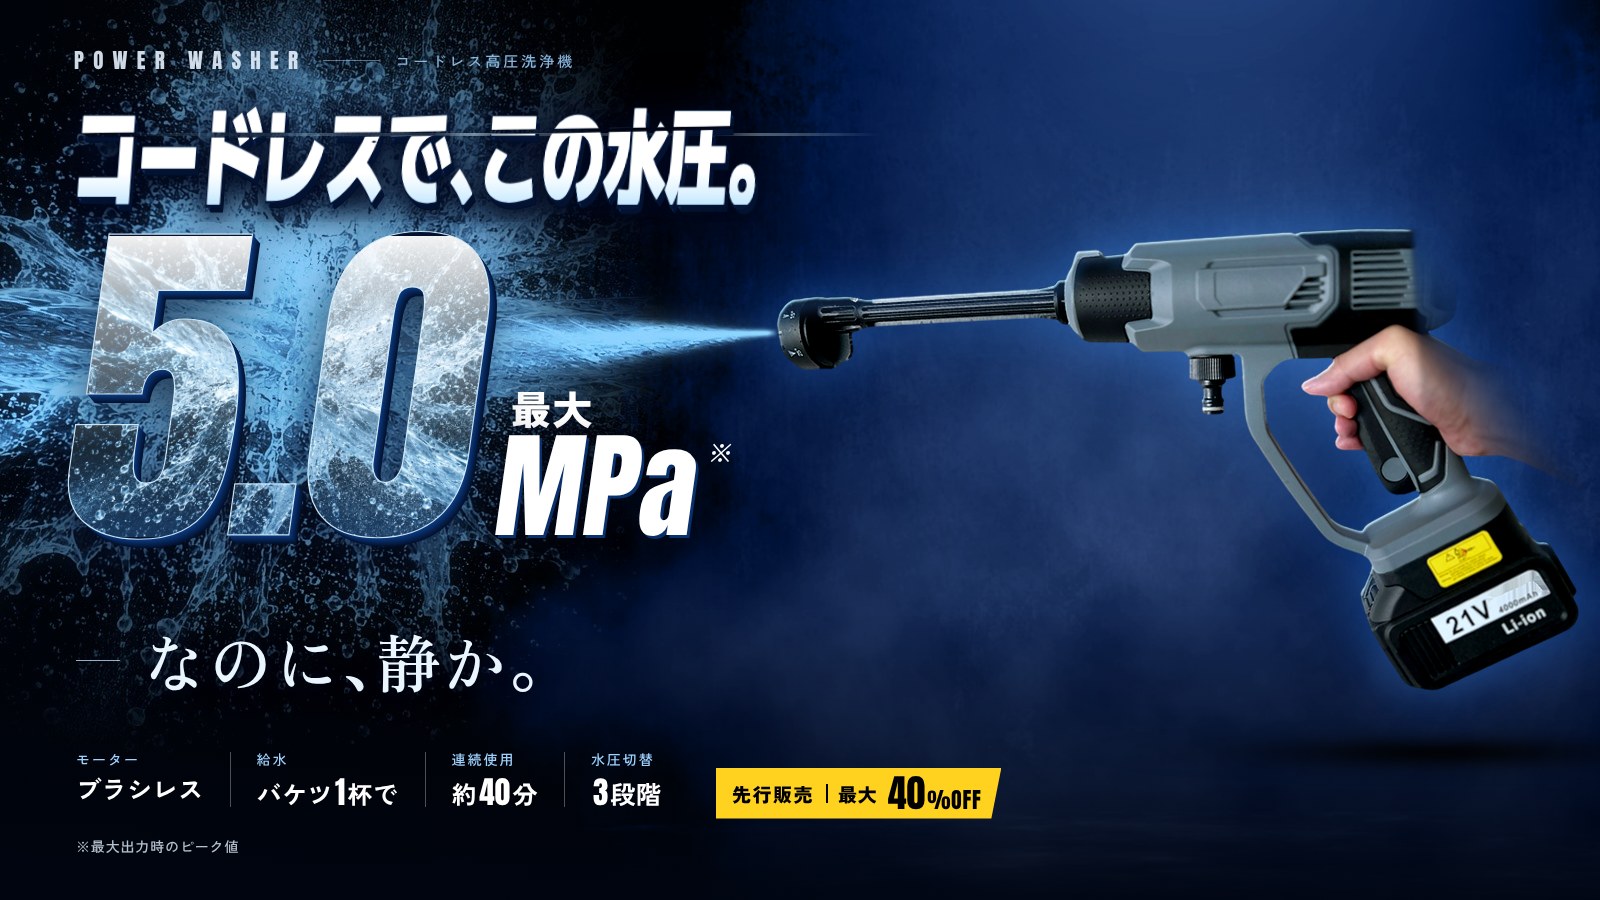 POWER WASHER コードレス高圧洗浄機
コードレスで、この水圧。
5.0
最大
MPa※
なのに、静か。
モーター
ブラシレス
給水
バケツ1杯で
連続使用
約40分
水圧切替
3段階
先行販売 | 最大 40%OFF
※最大出力時のピーク値
21V 4000mAh
Li-ion